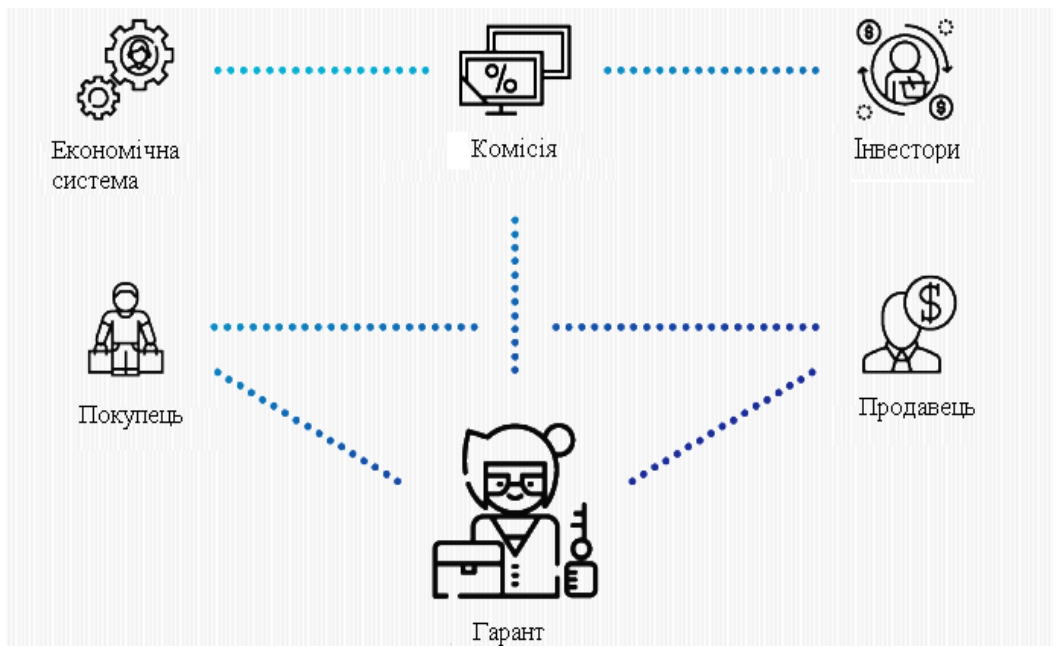 Економічна
система
Комісія
Інвестори
Покупець
Продавець
Гарант